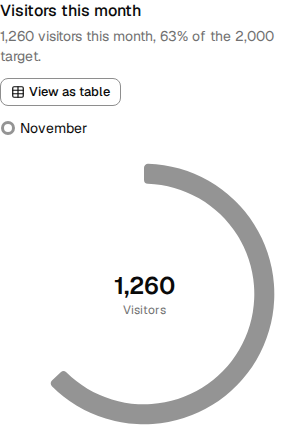 Visitors this month
1,260 visitors this month, 63% of the 2,000
target.
View as table
November
1,260
Visitors